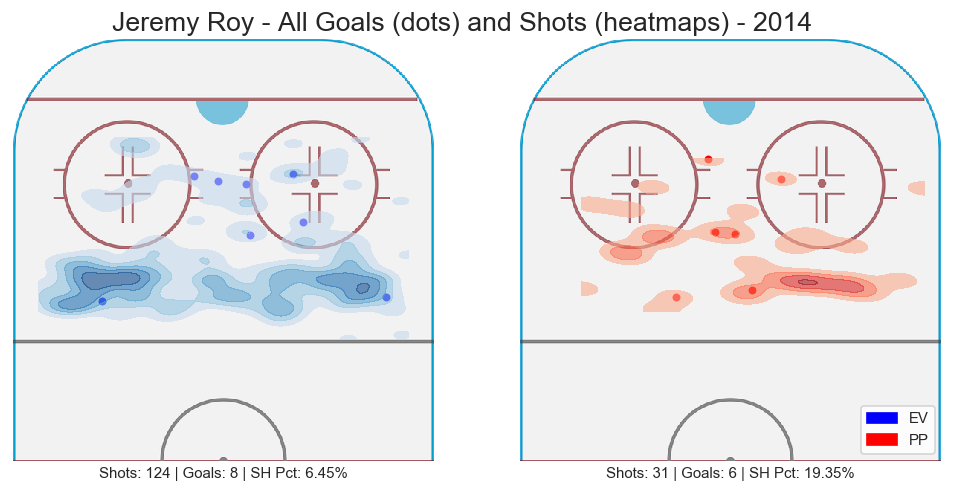 Jeremy Roy - All Goals (dots) and Shots (heatmaps) - 2014
EV
PP
Shots: 124 | Goals: 8 | SH Pct: 6.45%
Shots: 31 | Goals: 6 | SH Pct: 19.35%